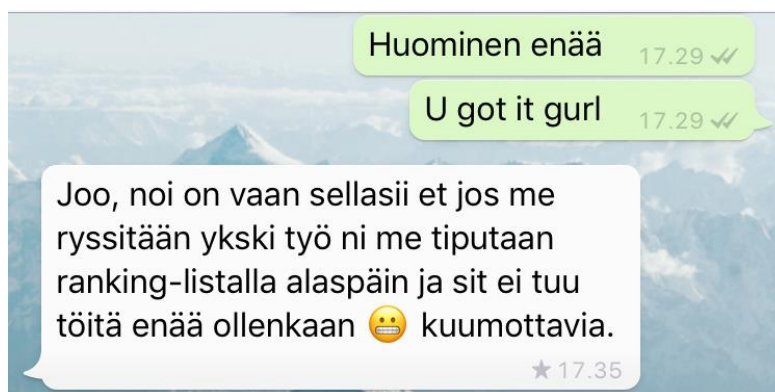 Huominen enää 17.29
U got it gurl 17.29
Joo, noi on vaan sellasii et jos me
ryssitään ykski työ ni me tiputaan
ranking-listalla alaspäin ja sit ei tuu
töitä enää ollenkaan 😬 kuumottavia.
★ 17.35